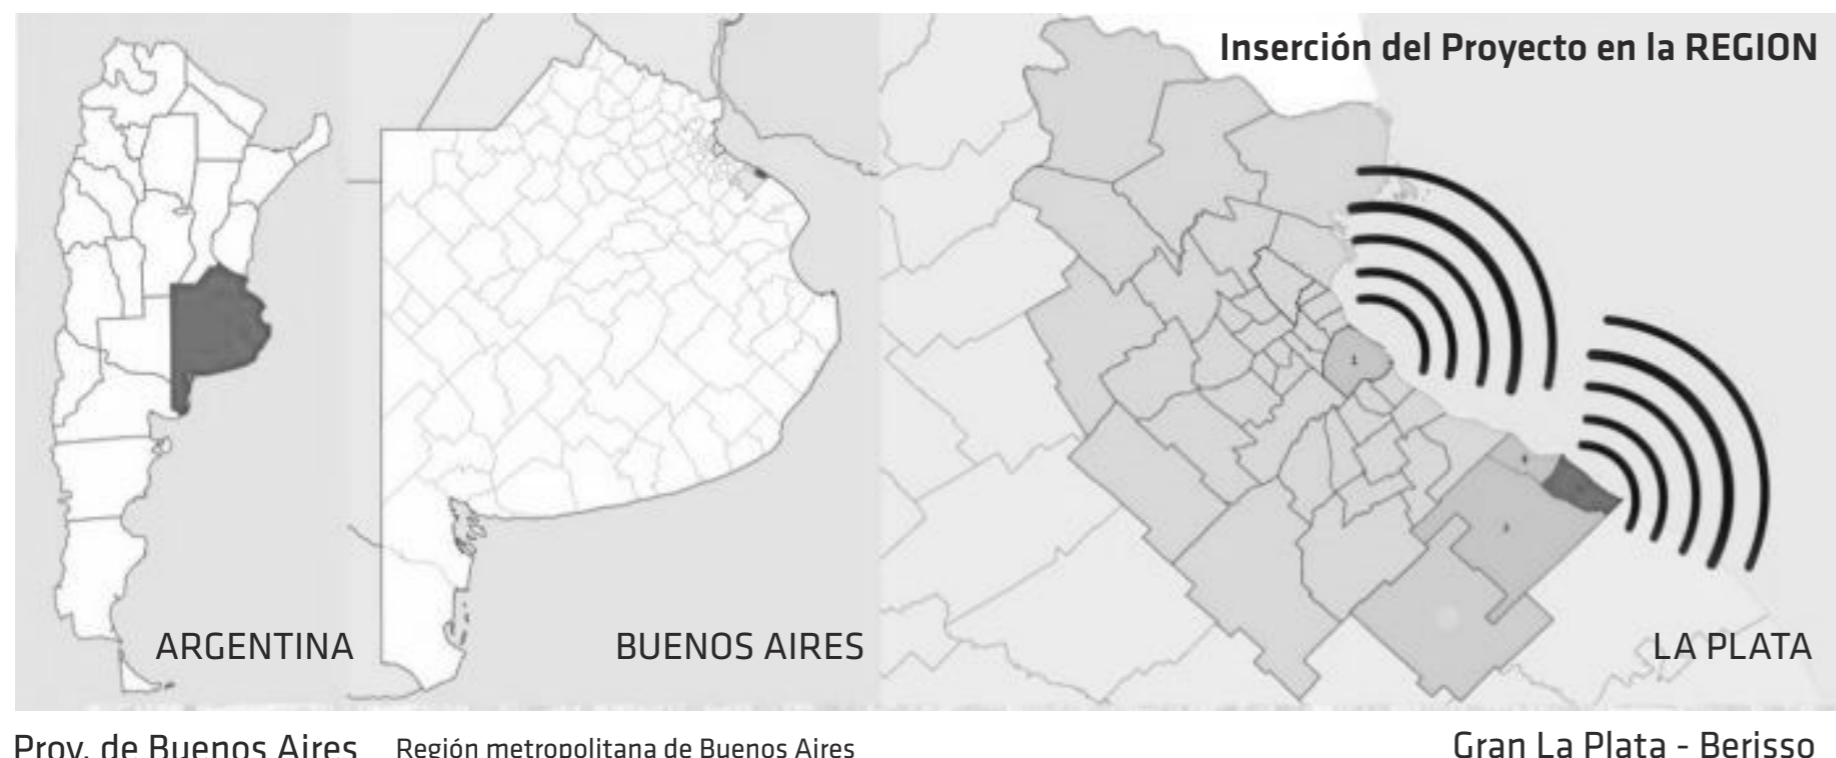 Inserción del Proyecto en la REGION
1
ARGENTINA
BUENOS AIRES
LA PLATA
Prov. de Buenos Aires
Región metropolitana de Buenos Aires
Gran La Plata - Berisso